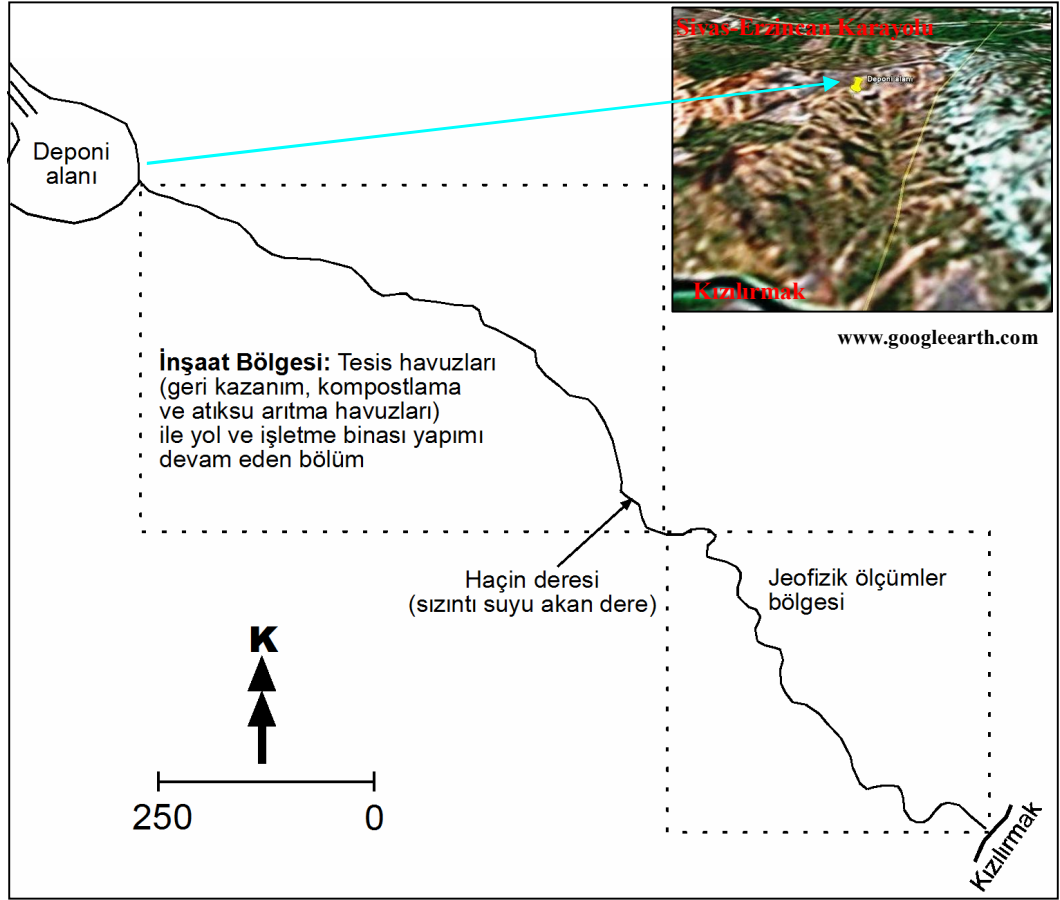 Sivas-Erzincan Karayolu
Deponi alanı
Kızılırmak
www.googleearth.com
Deponi
alanı
İnşaat Bölgesi: Tesis havuzları
(geri kazanım, kompostlama
ve atıksu arıtma havuzları)
ile yol ve işletme binası yapımı
devam eden bölüm
Haçin deresi
(sızıntı suyu akan dere)
Jeofizik ölçümler
bölgesi
K
250 0
Kızılırmak